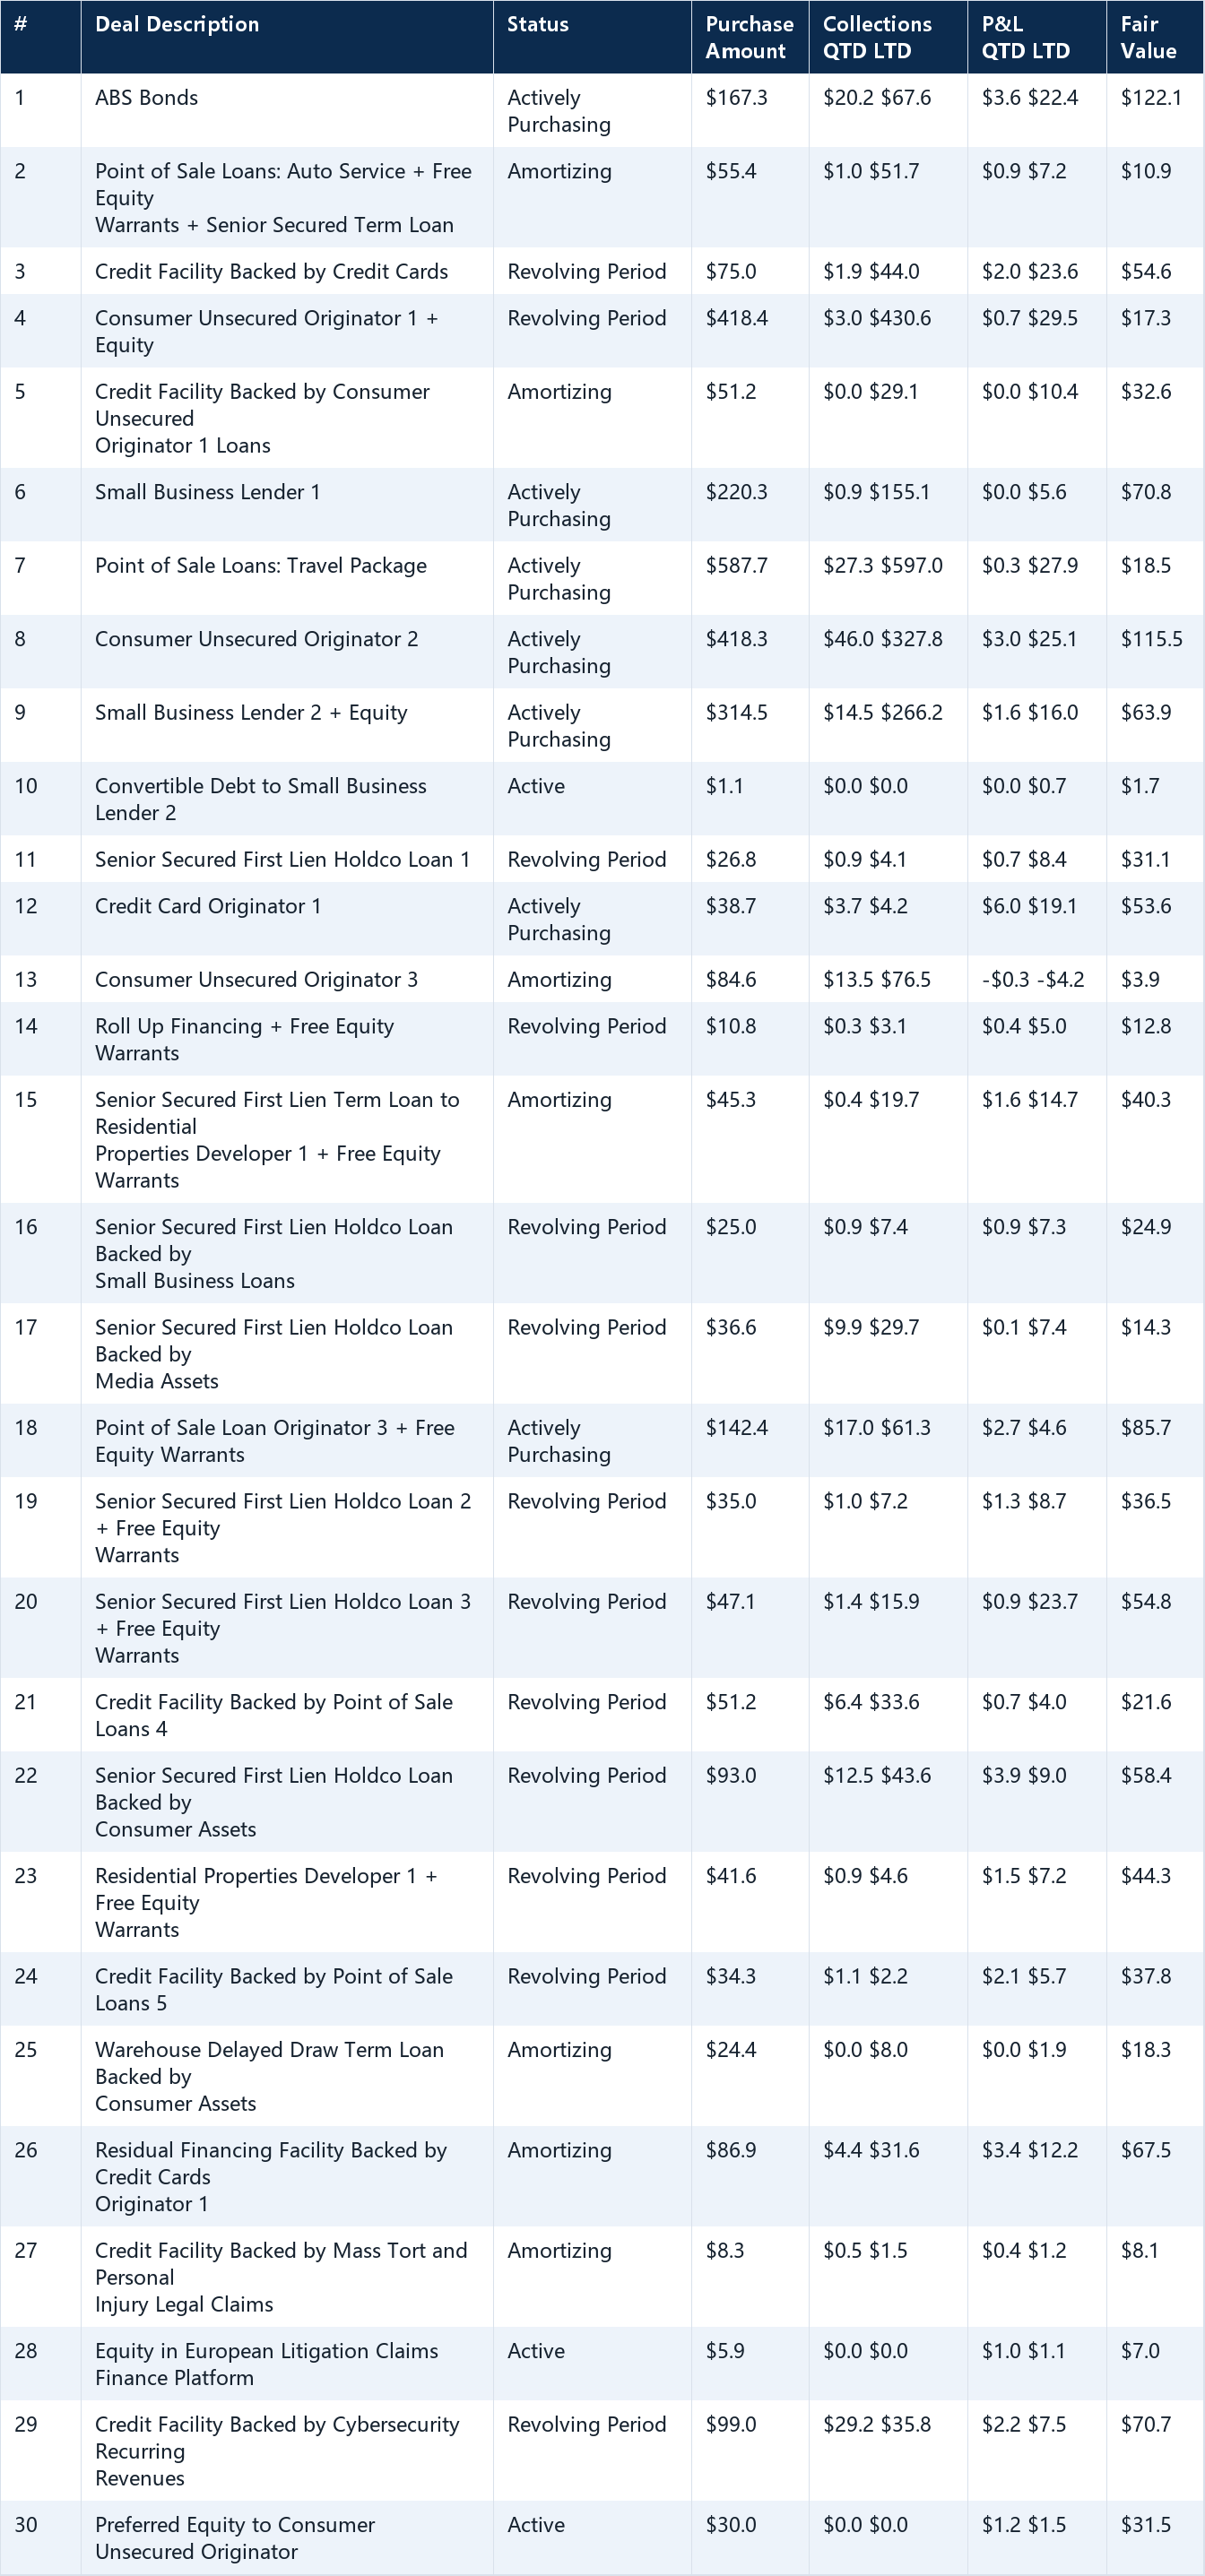 # Deal Description Status Purchase Collections P&L Fair
Amount QTD LTD QTD LTD Value
1 ABS Bonds Actively $167.3 $20.2 $67.6 $3.6 $22.4 $122.1
Purchasing
2 Point of Sale Loans: Auto Service + Free Amortizing $55.4 $1.0 $51.7 $0.9 $7.2 $10.9
Equity
Warrants + Senior Secured Term Loan
3 Credit Facility Backed by Credit Cards Revolving Period $75.0 $1.9 $44.0 $2.0 $23.6 $54.6
4 Consumer Unsecured Originator 1 + Revolving Period $418.4 $3.0 $430.6 $0.7 $29.5 $17.3
Equity
5 Credit Facility Backed by Consumer Amortizing $51.2 $0.0 $29.1 $0.0 $10.4 $32.6
Unsecured
Originator 1 Loans
6 Small Business Lender 1 Actively $220.3 $0.9 $155.1 $0.0 $5.6 $70.8
Purchasing
7 Point of Sale Loans: Travel Package Actively $587.7 $27.3 $597.0 $0.3 $27.9 $18.5
Purchasing
8 Consumer Unsecured Originator 2 Actively $418.3 $46.0 $327.8 $3.0 $25.1 $115.5
Purchasing
9 Small Business Lender 2 + Equity Actively $314.5 $14.5 $266.2 $1.6 $16.0 $63.9
Purchasing
10 Convertible Debt to Small Business Active $1.1 $0.0 $0.0 $0.0 $0.7 $1.7
Lender 2
11 Senior Secured First Lien Holdco Loan 1 Revolving Period $26.8 $0.9 $4.1 $0.7 $8.4 $31.1
12 Credit Card Originator 1 Actively $38.7 $3.7 $4.2 $6.0 $19.1 $53.6
Purchasing
13 Consumer Unsecured Originator 3 Amortizing $84.6 $13.5 $76.5 -$0.3 -$4.2 $3.9
14 Roll Up Financing + Free Equity Revolving Period $10.8 $0.3 $3.1 $0.4 $5.0 $12.8
Warrants
15 Senior Secured First Lien Term Loan to Amortizing $45.3 $0.4 $19.7 $1.6 $14.7 $40.3
Residential
Properties Developer 1 + Free Equity
Warrants
16 Senior Secured First Lien Holdco Loan Revolving Period $25.0 $0.9 $7.4 $0.9 $7.3 $24.9
Backed by
Small Business Loans
17 Senior Secured First Lien Holdco Loan Revolving Period $36.6 $9.9 $29.7 $0.1 $7.4 $14.3
Backed by
Media Assets
18 Point of Sale Loan Originator 3 + Free Actively $142.4 $17.0 $61.3 $2.7 $4.6 $85.7
Equity Warrants Purchasing
19 Senior Secured First Lien Holdco Loan 2 Revolving Period $35.0 $1.0 $7.2 $1.3 $8.7 $36.5
+ Free Equity
Warrants
20 Senior Secured First Lien Holdco Loan 3 Revolving Period $47.1 $1.4 $15.9 $0.9 $23.7 $54.8
+ Free Equity
Warrants
21 Credit Facility Backed by Point of Sale Revolving Period $51.2 $6.4 $33.6 $0.7 $4.0 $21.6
Loans 4
22 Senior Secured First Lien Holdco Loan Revolving Period $93.0 $12.5 $43.6 $3.9 $9.0 $58.4
Backed by
Consumer Assets
23 Residential Properties Developer 1 + Revolving Period $41.6 $0.9 $4.6 $1.5 $7.2 $44.3
Free Equity
Warrants
24 Credit Facility Backed by Point of Sale Revolving Period $34.3 $1.1 $2.2 $2.1 $5.7 $37.8
Loans 5
25 Warehouse Delayed Draw Term Loan Amortizing $24.4 $0.0 $8.0 $0.0 $1.9 $18.3
Backed by
Consumer Assets
26 Residual Financing Facility Backed by Amortizing $86.9 $4.4 $31.6 $3.4 $12.2 $67.5
Credit Cards
Originator 1
27 Credit Facility Backed by Mass Tort and Amortizing $8.3 $0.5 $1.5 $0.4 $1.2 $8.1
Personal
Injury Legal Claims
28 Equity in European Litigation Claims Active $5.9 $0.0 $0.0 $1.0 $1.1 $7.0
Finance Platform
29 Credit Facility Backed by Cybersecurity Revolving Period $99.0 $29.2 $35.8 $2.2 $7.5 $70.7
Recurring
Revenues
30 Preferred Equity to Consumer Active $30.0 $0.0 $0.0 $1.2 $1.5 $31.5
Unsecured Originator